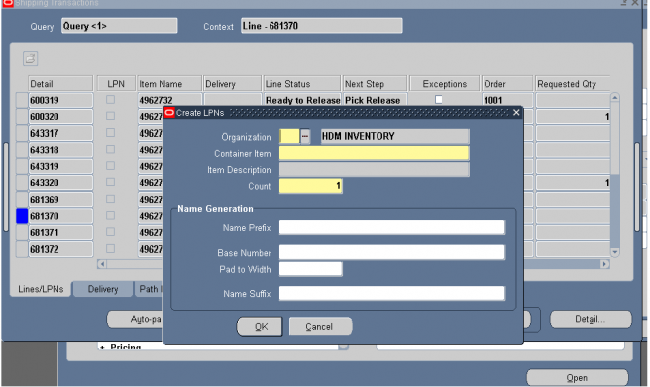 Shipping Transactions
Query Query <1> Context Line - 681370
Detail LPN Item Name Delivery Line Status Next Step Exceptions Order Requested Qty
600319 4962732 Ready to Release Pick Release 1001
600320 49627 1
643317 49627
643318 49627
643319 49627
643320 49627 1
681369 49627
681370 49627
681371 49627
681372 49627
Create LPNs
Organization HDM INVENTORY
Container Item
Item Description
Count 1
Name Generation
Name Prefix
Base Number
Pad to Width
Name Suffix
OK Cancel
Lines/LPNs Delivery Path
Auto-pa Detail...
+ Pricing
Open